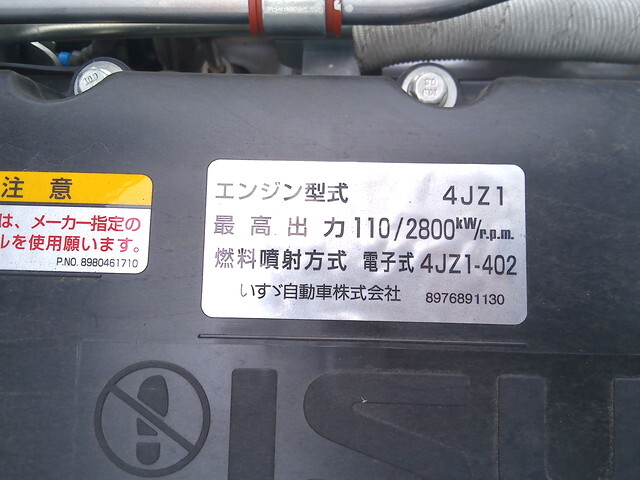 注意
は、メーカー指定の
ルを使用願います。
P.NO. 8980461710
エンジン型式 4JZ1
最高出力 110/2800kW/r.p.m.
燃料噴射方式 電子式 4JZ1-402
いすゞ自動車株式会社 8976891130
ISU